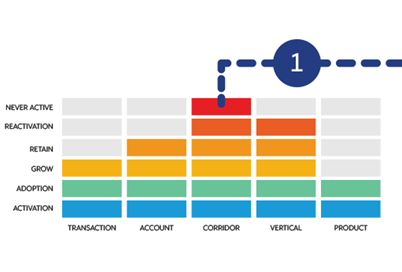 1
NEVER ACTIVE
REACTIVATION
RETAIN
GROW
ADOPTION
ACTIVATION
TRANSACTION ACCOUNT CORRIDOR VERTICAL PRODUCT